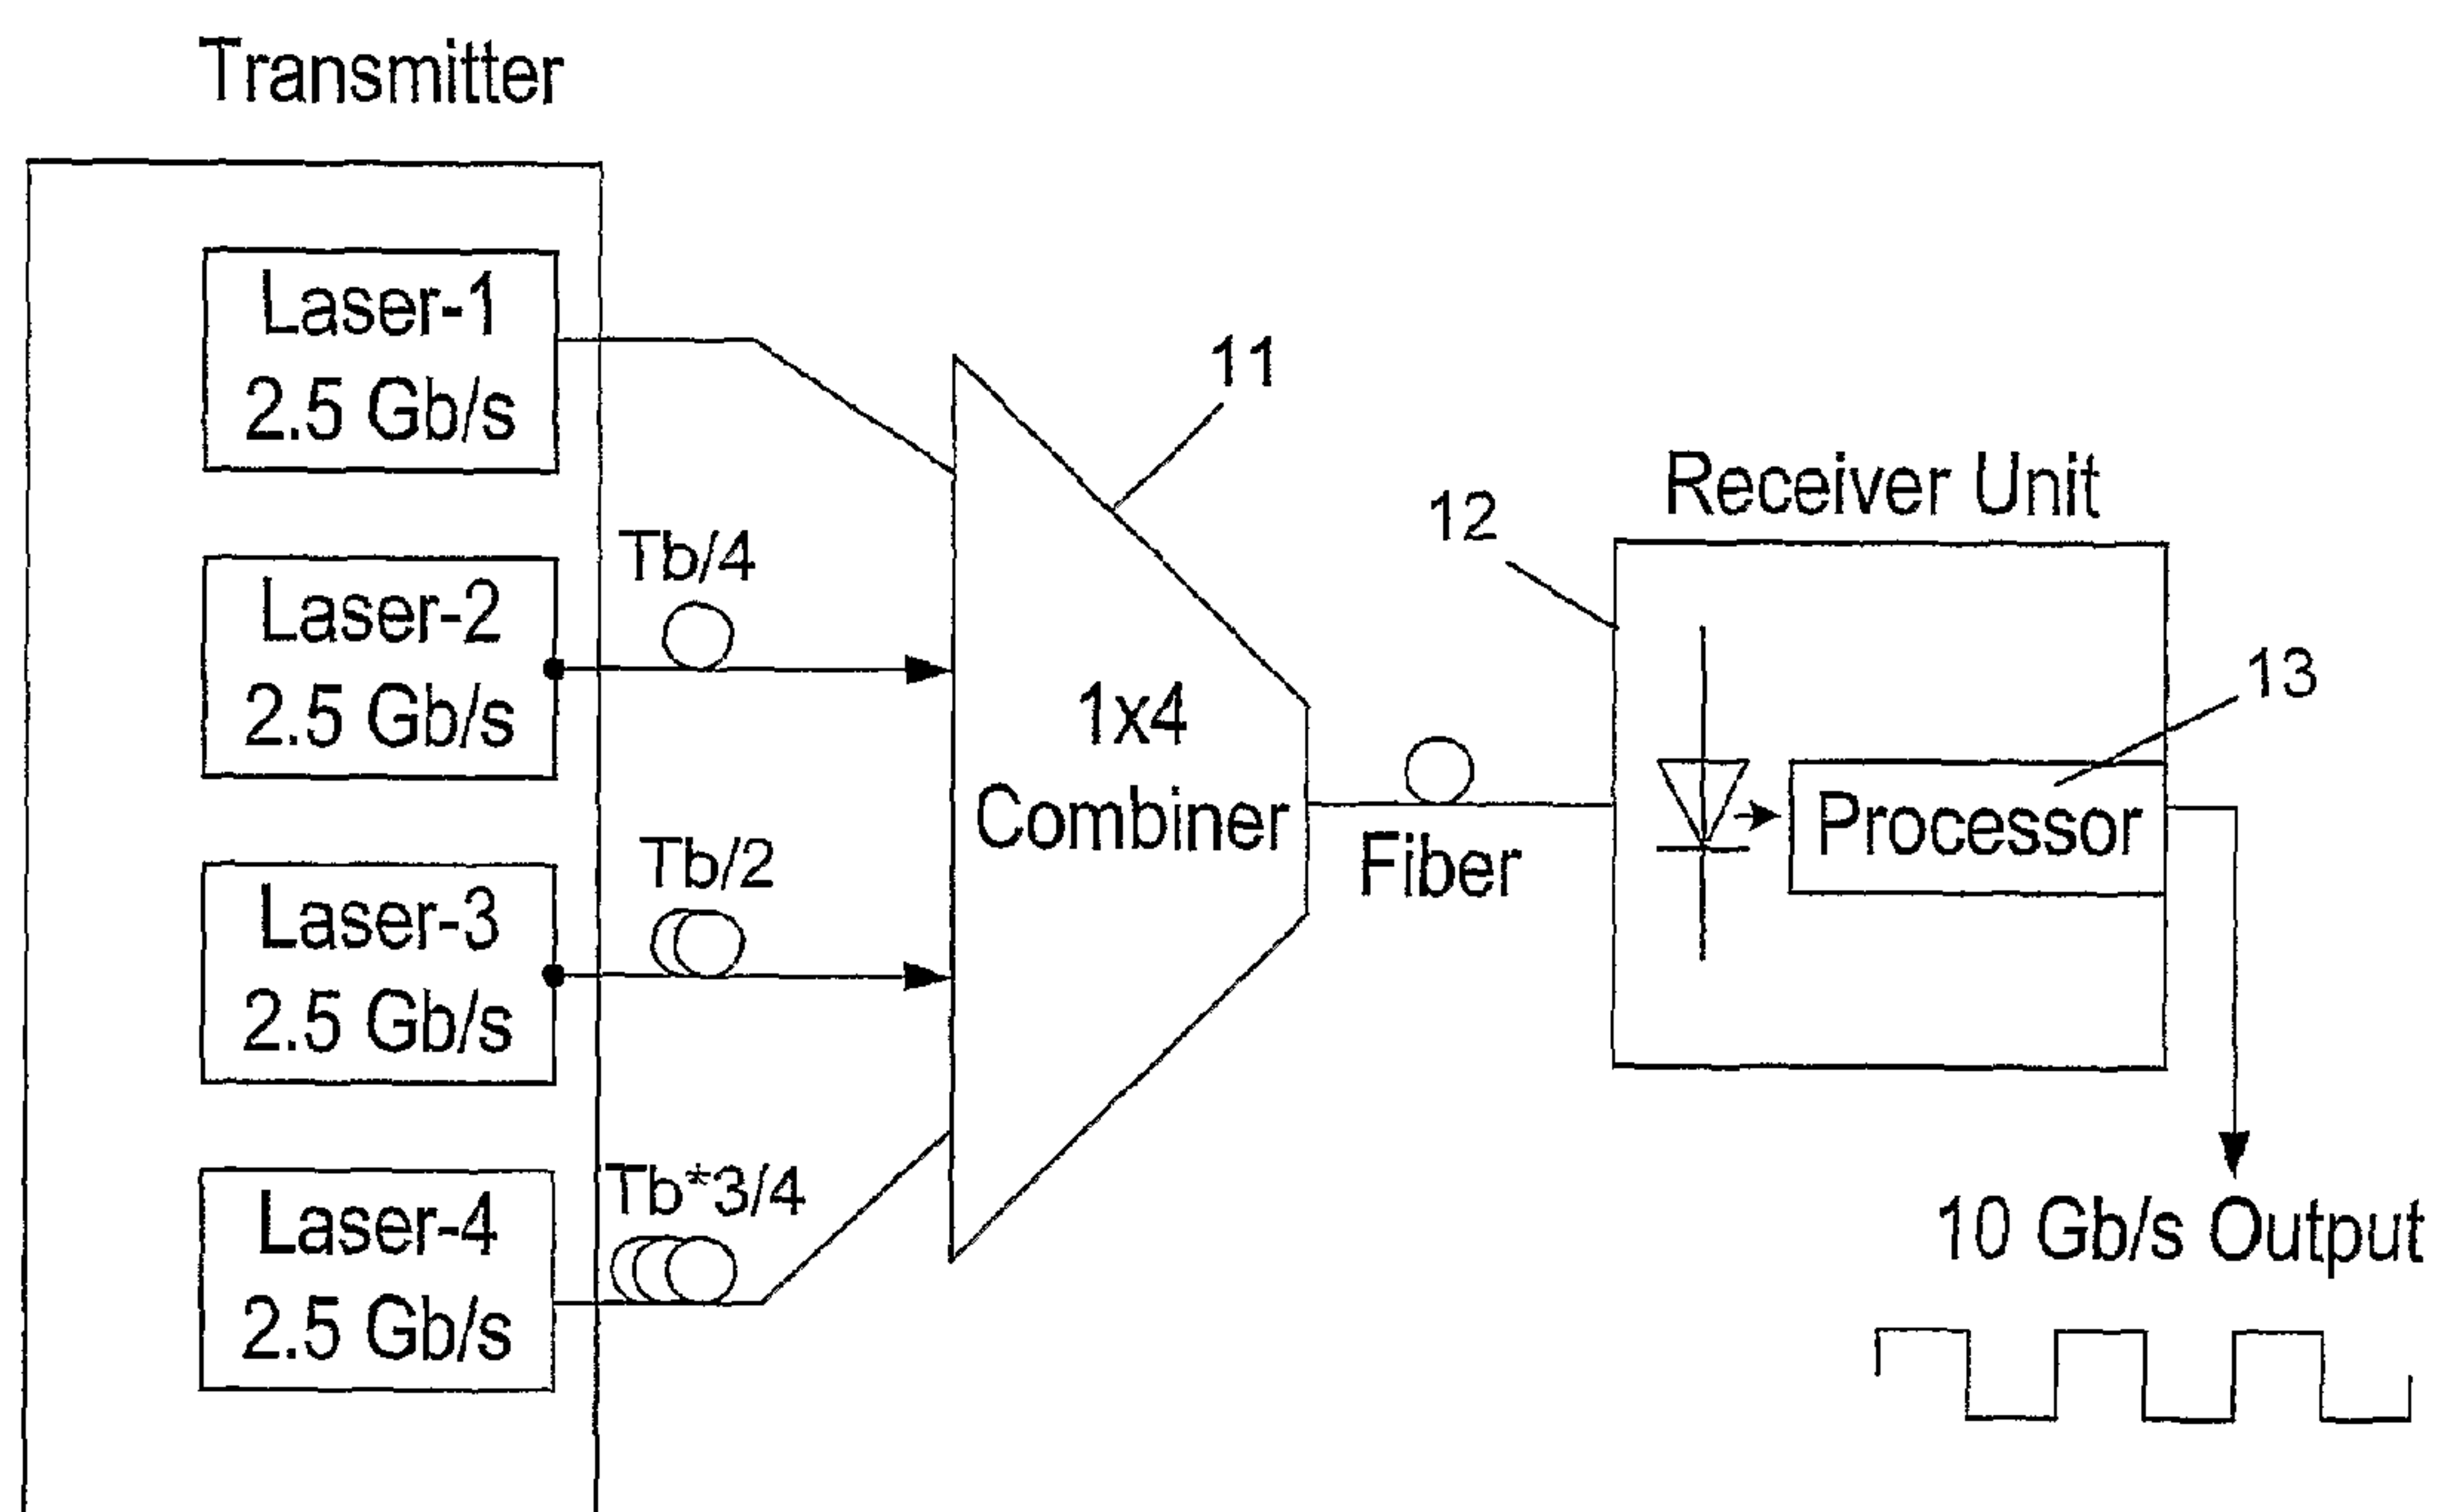 Transmitter
Laser-1
2.5 Gb/s
11
Receiver Unit
12
Tb/4
Laser-2
2.5 Gb/s
13
1x4
Combiner
Processor
Fiber
Tb/2
Laser-3
2.5 Gb/s
Tb*3/4
Laser-4
2.5 Gb/s
10 Gb/s Output